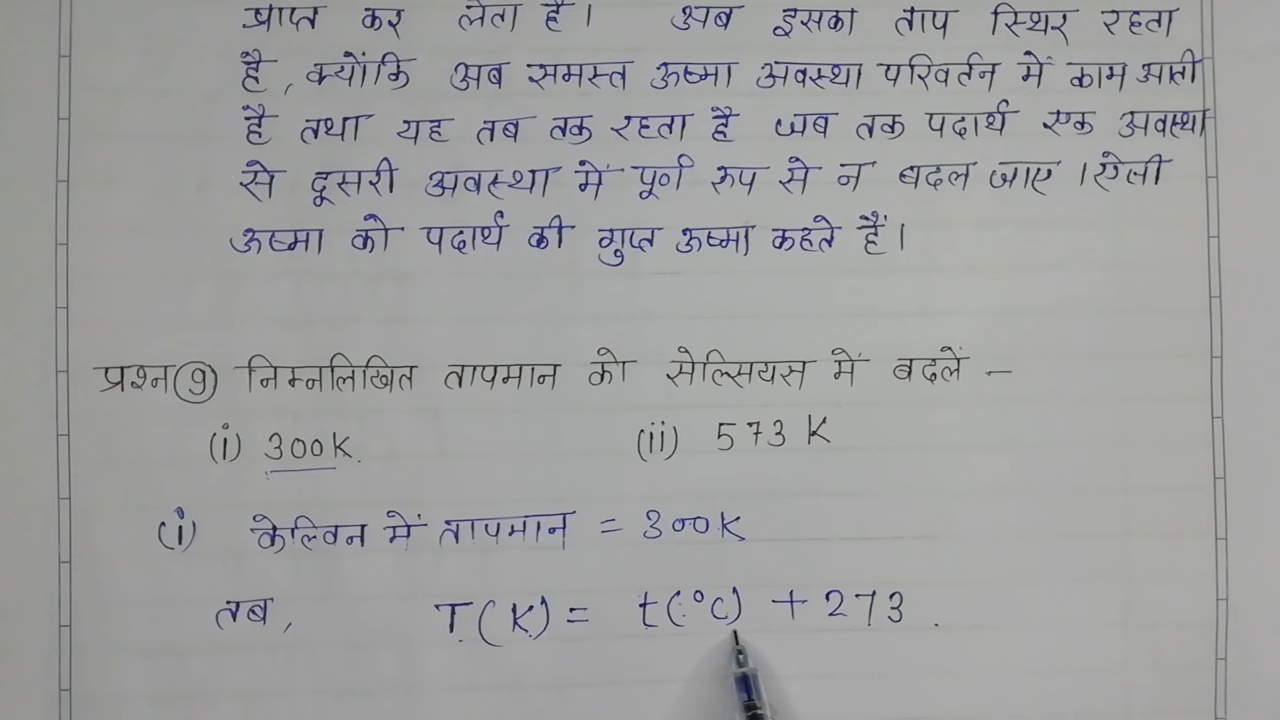 प्राप्त कर लेता है। अब इसका ताप स्थिर रहता
है, क्योंकि अब समस्त ऊष्मा अवस्था परिवर्तन में काम आती
है तथा यह तब तक रहता है जब तक पदार्थ एक अवस्था
से दूसरी अवस्था में पूर्ण रूप से न बदल जाए । ऐसी
ऊष्मा को पदार्थ की गुप्त ऊष्मा कहते हैं।
प्रश्न (9) निम्नलिखित तापमान को सेल्सियस में बदलें –
(i) 300K. (ii) 573 K
(i) केल्विन में तापमान = 300K
तब, T(K) = t(°C) + 273.